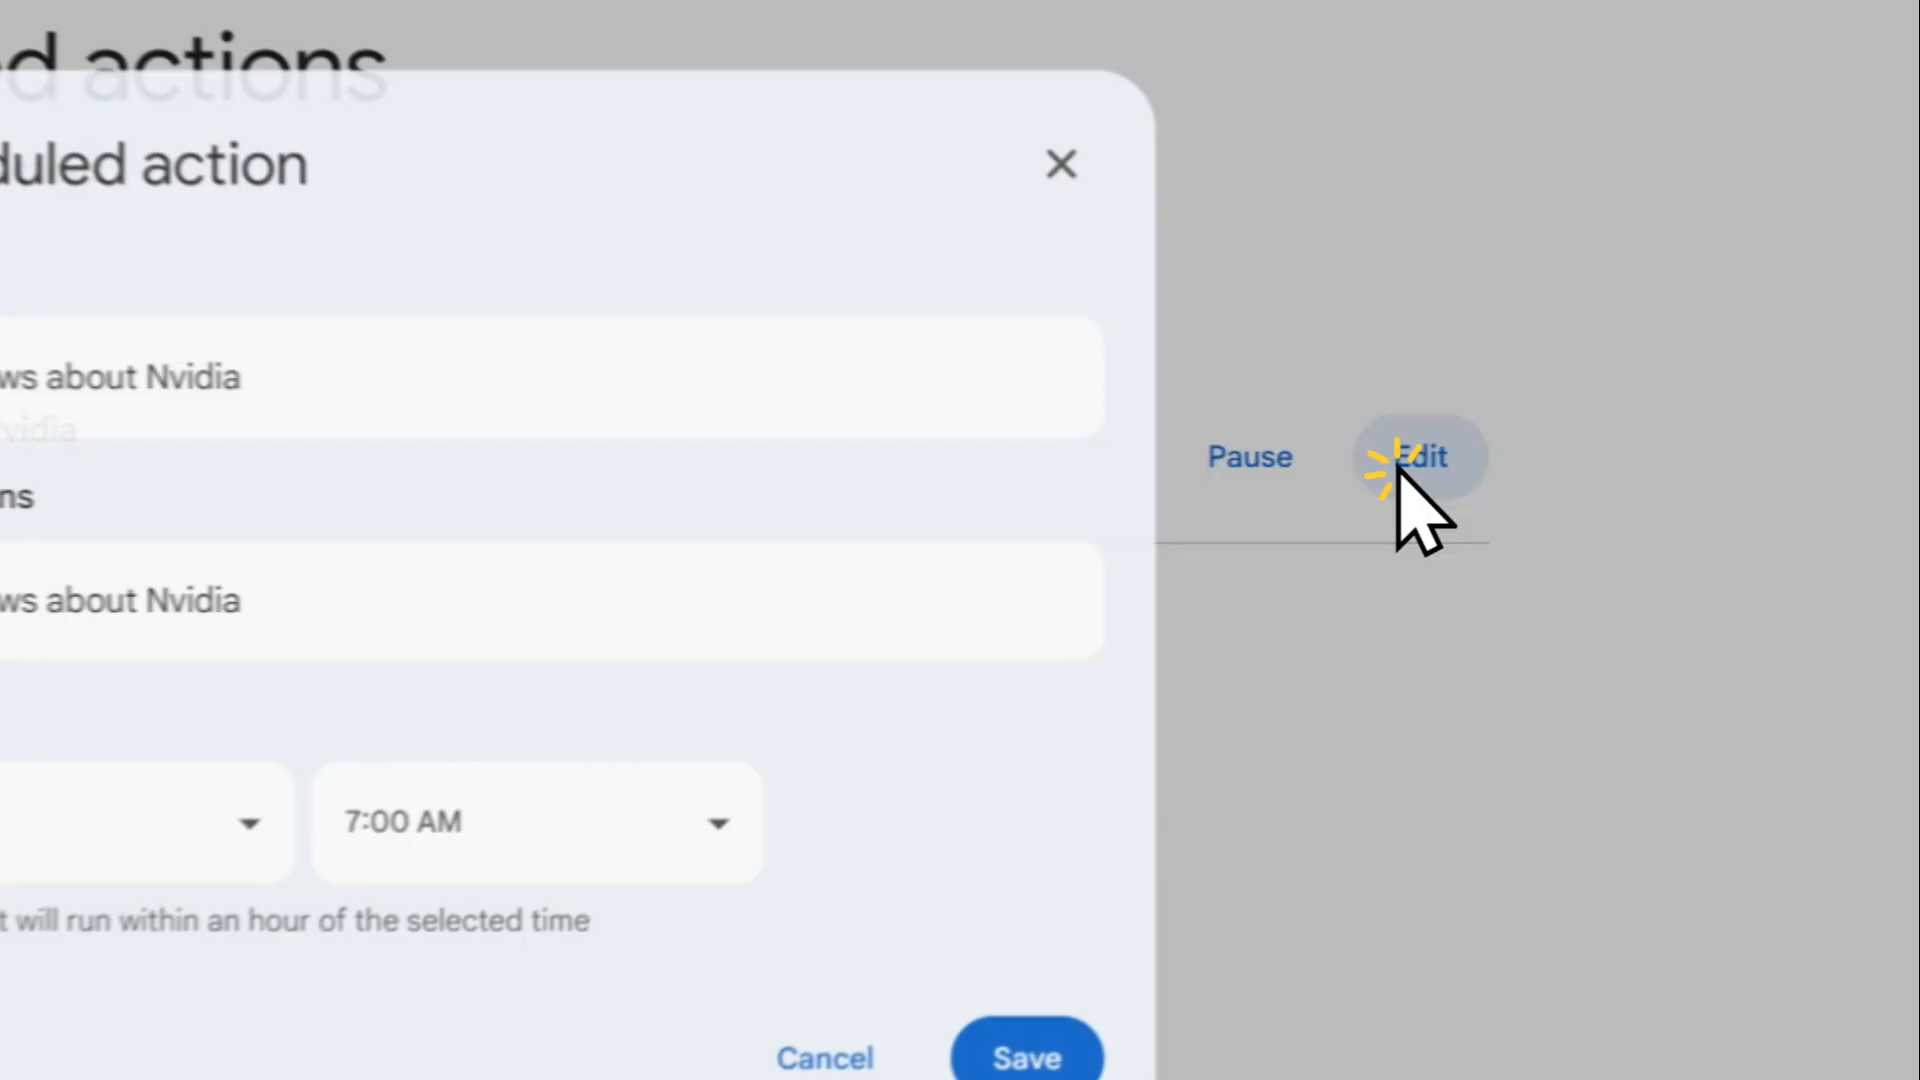 d actions
duled action
ws about Nvidia
vidia
Pause
Edit
ns
ws about Nvidia
7:00 AM
t will run within an hour of the selected time
Cancel
Save